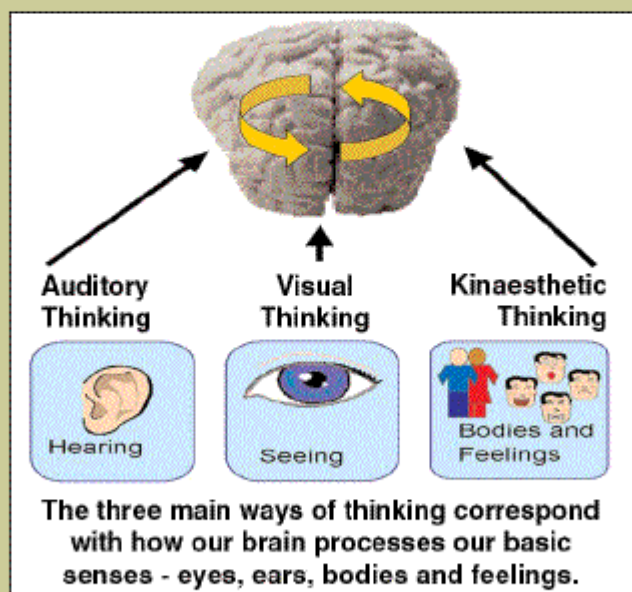 Auditory
Thinking
Visual
Thinking
Kinaesthetic
Thinking
Hearing
Seeing
Bodies and
Feelings
The three main ways of thinking correspond
with how our brain processes our basic
senses - eyes, ears, bodies and feelings.